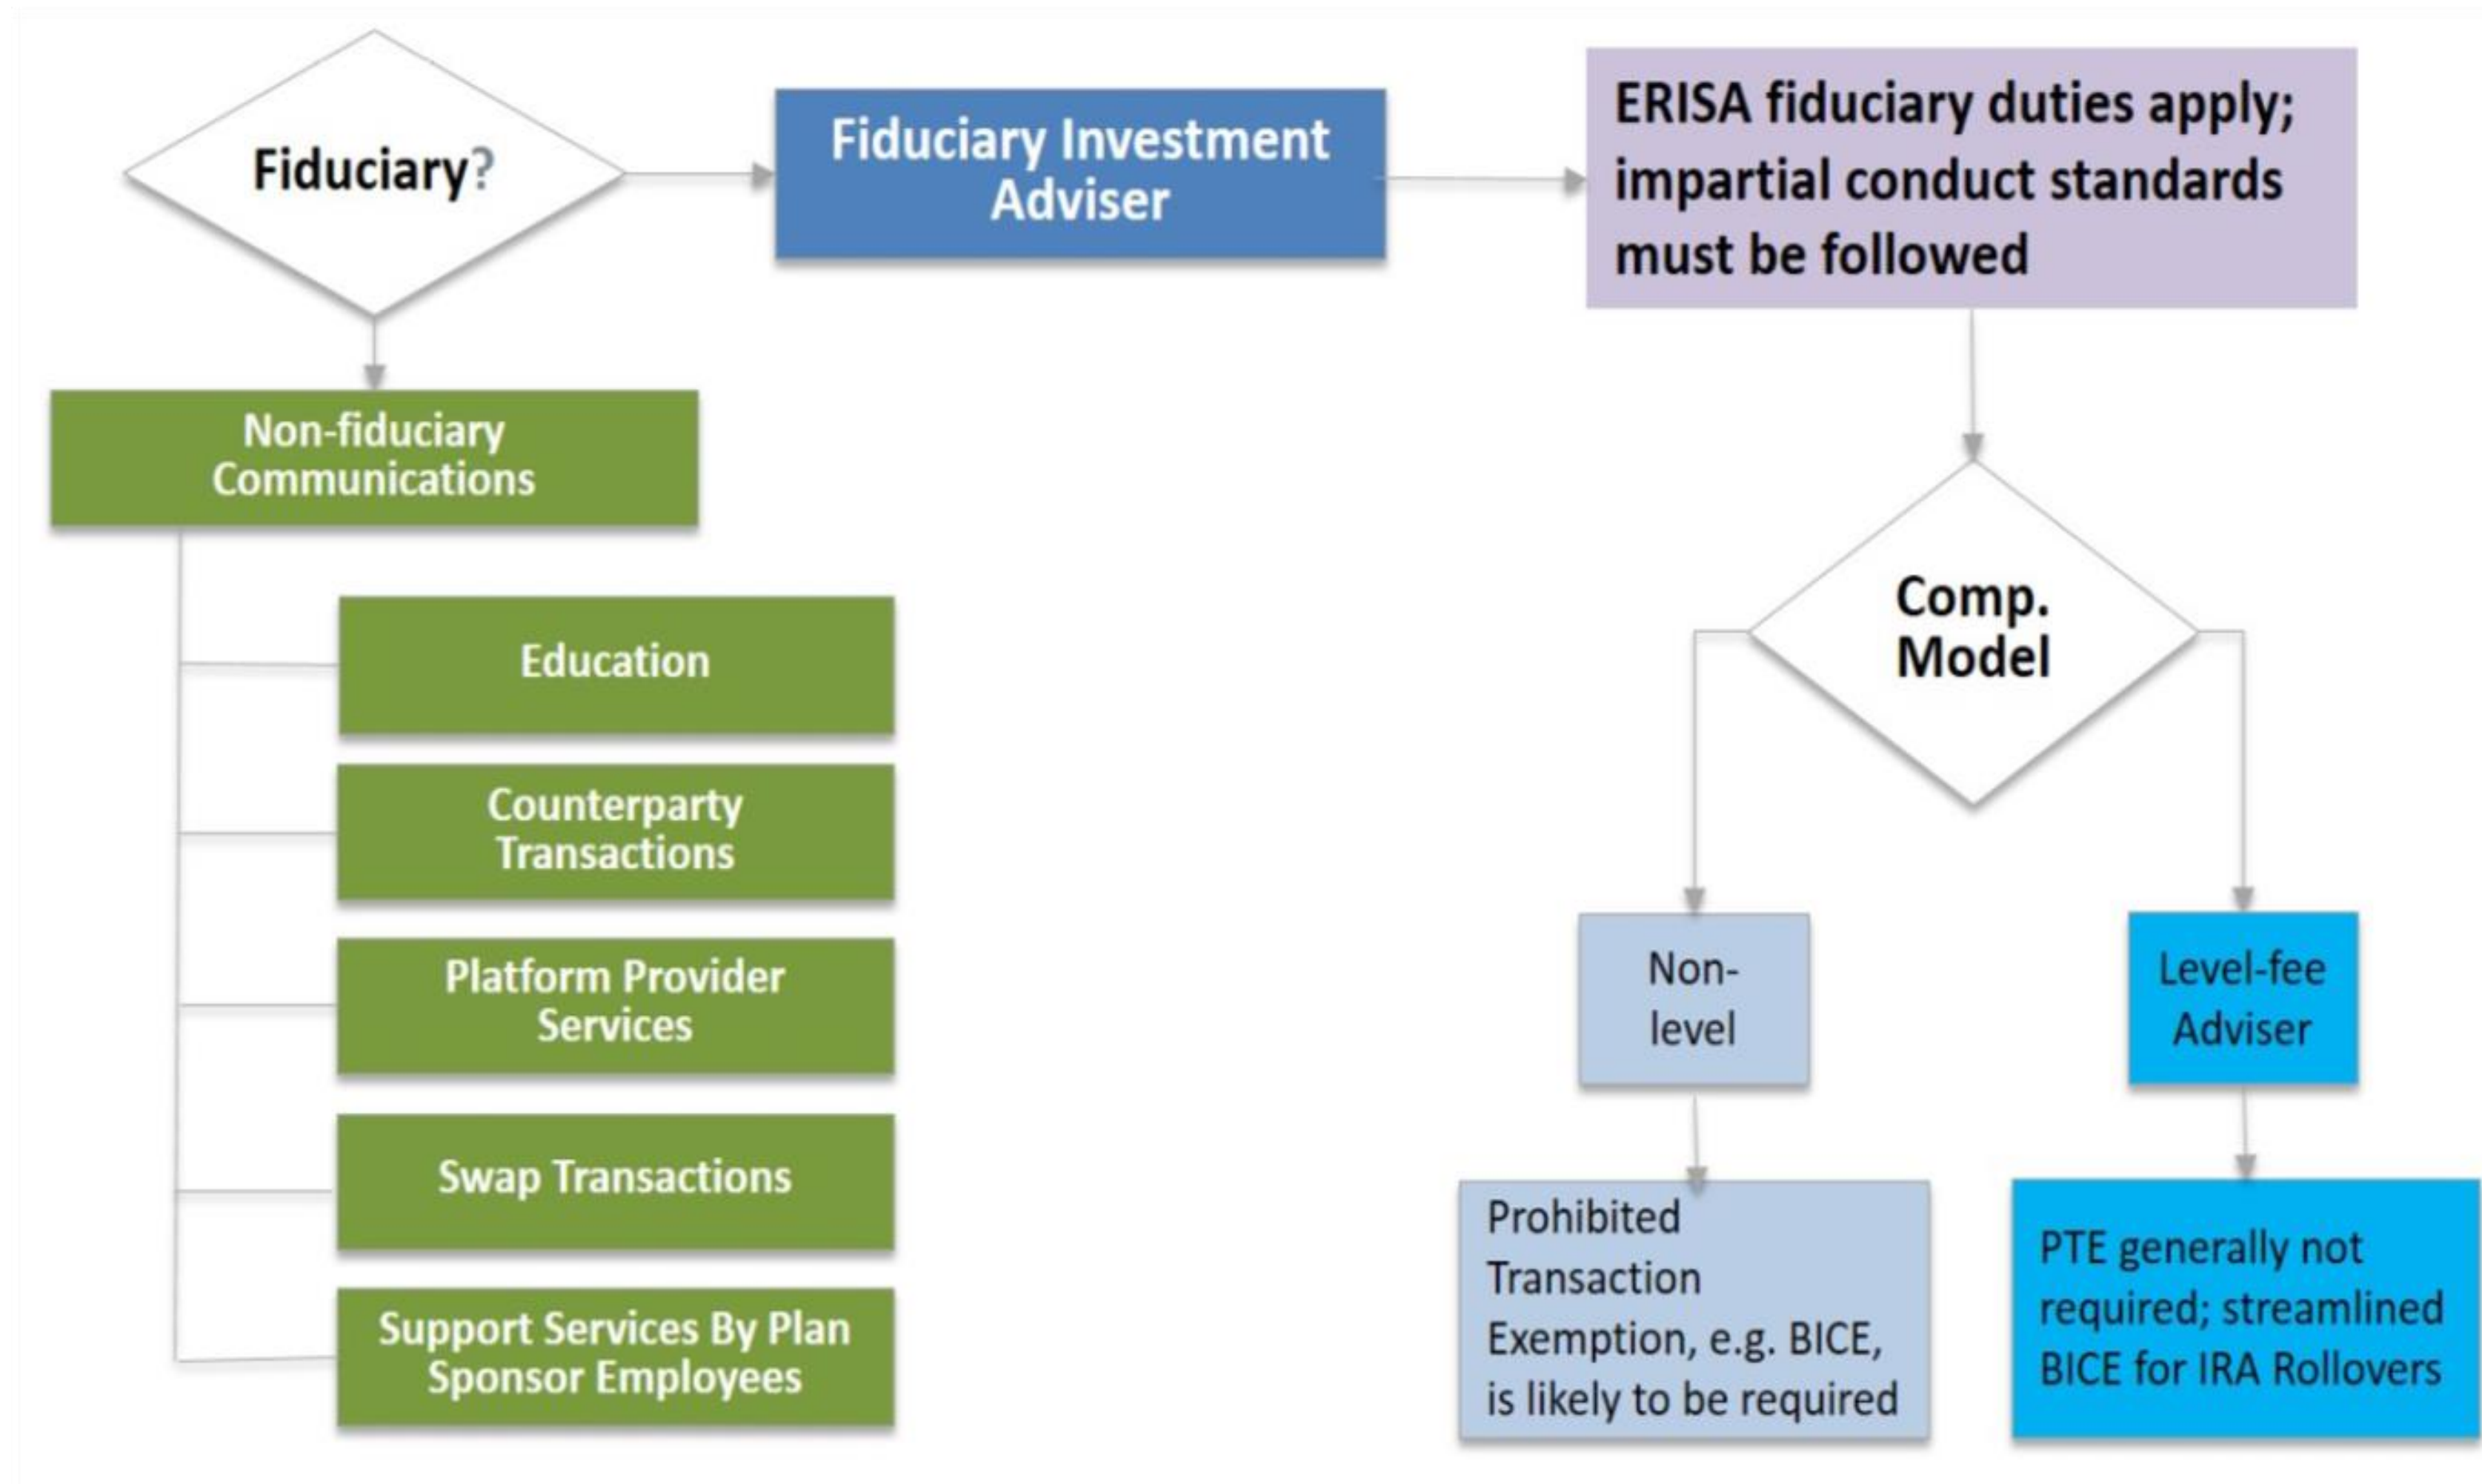 Fiduciary?
Fiduciary Investment
Adviser
ERISA fiduciary duties apply;
impartial conduct standards
must be followed
Non-fiduciary
Communications
Education
Counterparty
Transactions
Platform Provider
Services
Swap Transactions
Support Services By Plan
Sponsor Employees
Comp.
Model
Non-
level
Level-fee
Adviser
Prohibited
Transaction
Exemption, e.g. BICE,
is likely to be required
PTE generally not
required; streamlined
BICE for IRA Rollovers